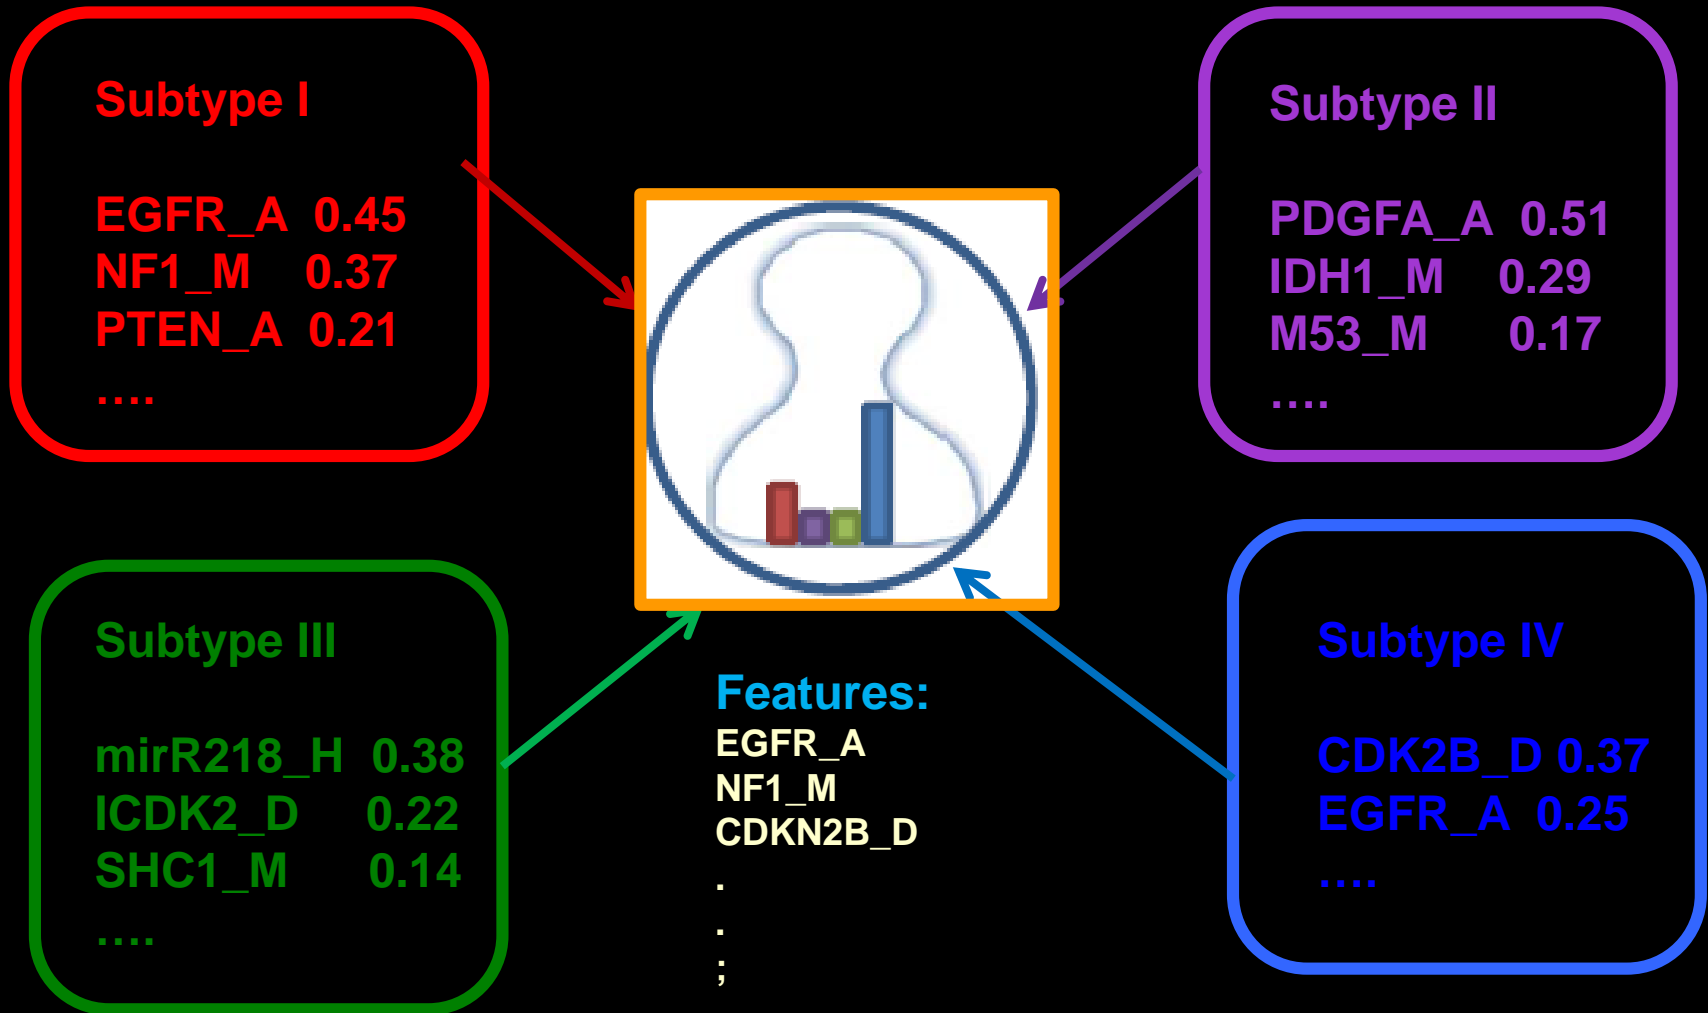 Subtype I
EGFR_A 0.45
NF1_M 0.37
PTEN_A 0.21
....
Subtype II
PDGFA_A 0.51
IDH1_M 0.29
M53_M 0.17
....
Subtype III
mirR218_H 0.38
ICDK2_D 0.22
SHC1_M 0.14
....
Features:
EGFR_A
NF1_M
CDKN2B_D
.
.
;
Subtype IV
CDK2B_D 0.37
EGFR_A 0.25
....